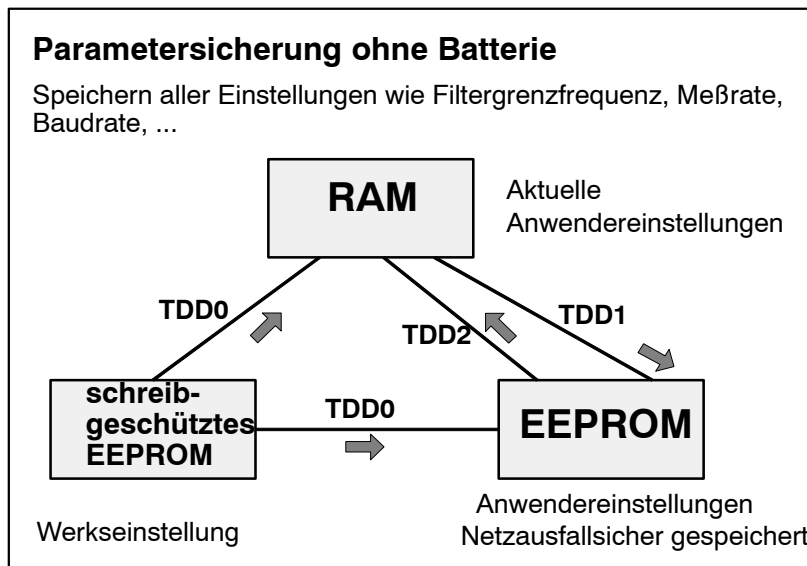 Parametersicherung ohne Batterie
Speichern aller Einstellungen wie Filtergrenzfrequenz, Meßrate,
Baudrate, ...
RAM
Aktuelle
Anwendereinstellungen
TDD0
TDD2
TDD1
schreib-
geschütztes
EEPROM
TDD0
EEPROM
Werkseinstellung
Anwendereinstellungen
Netzausfallsicher gespeichert